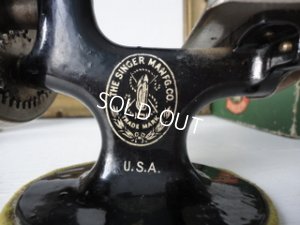 THE SINGER MANFG. CO.
SOLD OUT
TRADE MARK
U.S.A.